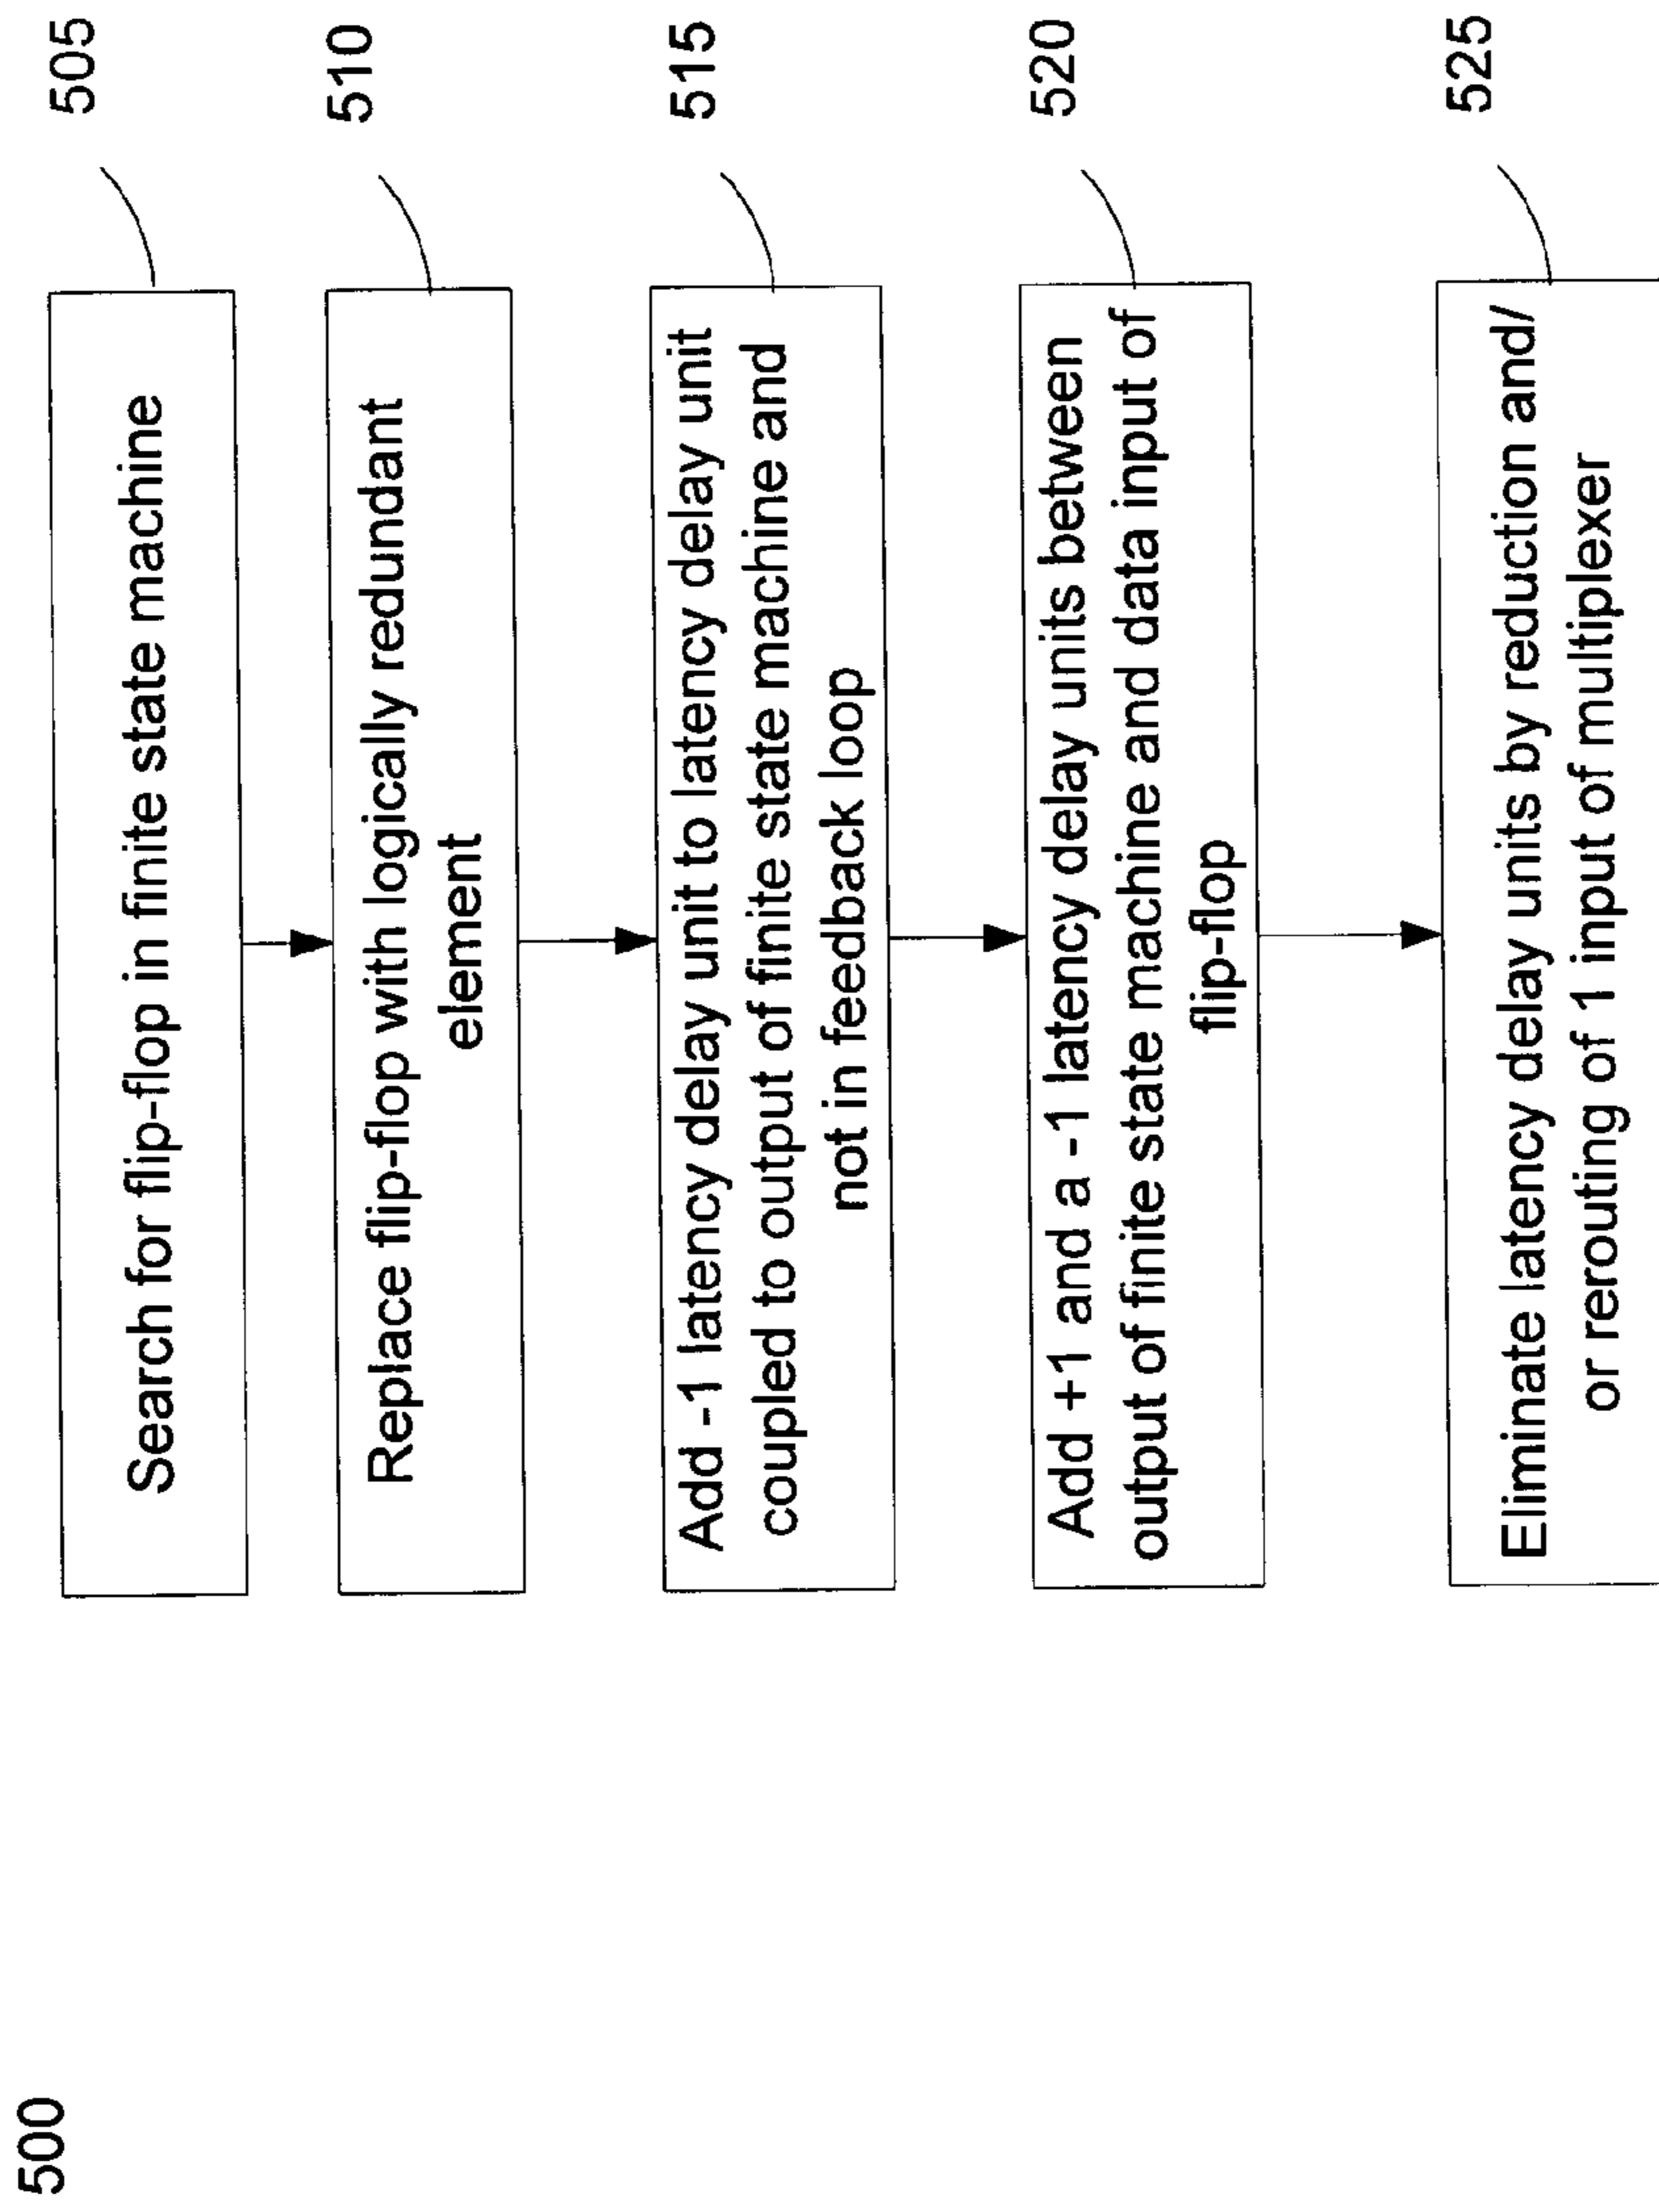 500
Search for flip-flop in finite state machine
505
Replace flip-flop with logically redundant
element
510
Add -1 latency delay unit to latency delay unit
coupled to output of finite state machine and
not in feedback loop
515
Add +1 and a -1 latency delay units between
output of finite state machine and data input of
flip-flop
520
Eliminate latency delay units by reduction and/
or rerouting of 1 input of multiplexer
525